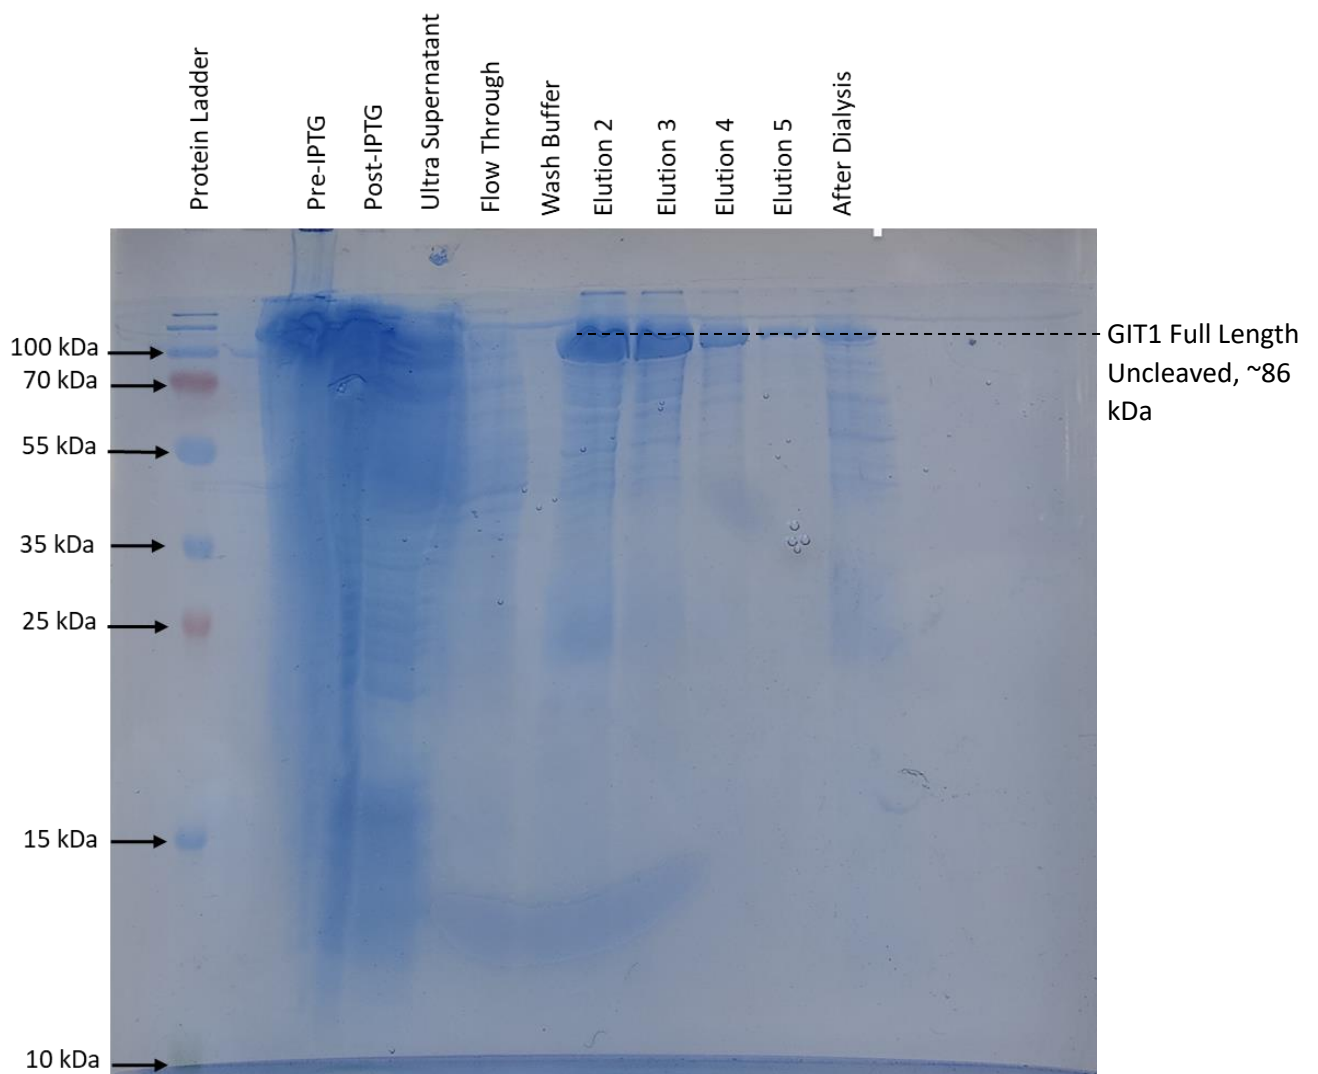 Protein Ladder
Pre-IPTG
Post-IPTG
Ultra Supernatant
Flow Through
Wash Buffer
Elution 2
Elution 3
Elution 4
Elution 5
After Dialysis
100 kDa
70 kDa
55 kDa
35 kDa
25 kDa
15 kDa
10 kDa
GIT1 Full Length
Uncleaved, ~86
kDa